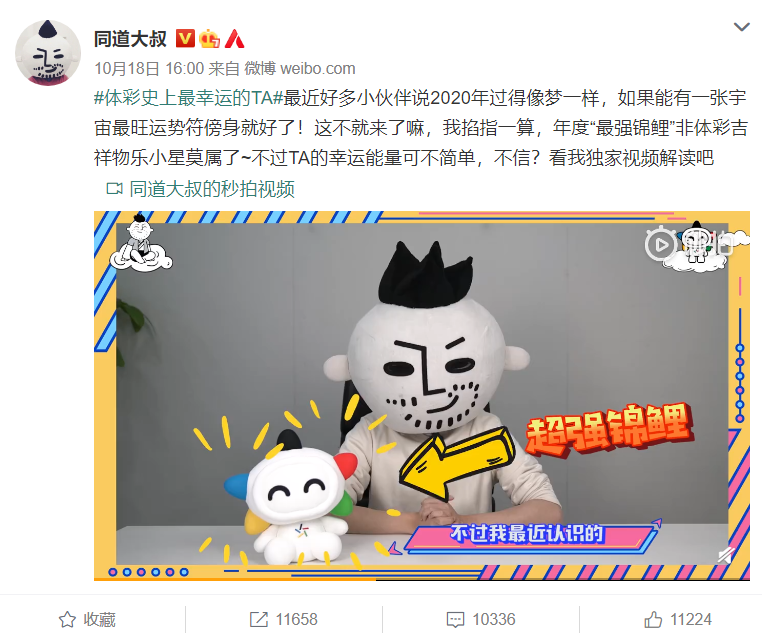 同道大叔
10月18日 16:00 来自 微博 weibo.com
#体彩史上最幸运的TA#最近好多小伙伴说2020年过得像梦一样，如果能有一张宇
宙最旺运势符傍身就好了！这不就来了嘛，我掐指一算，年度“最强锦鲤”非体彩吉
祥物乐小星莫属了~不过TA的幸运能量可不简单，不信？看我独家视频解读吧
同道大叔的秒拍视频
超强锦鲤
不过我最近认识的
收藏
11658
10336
11224